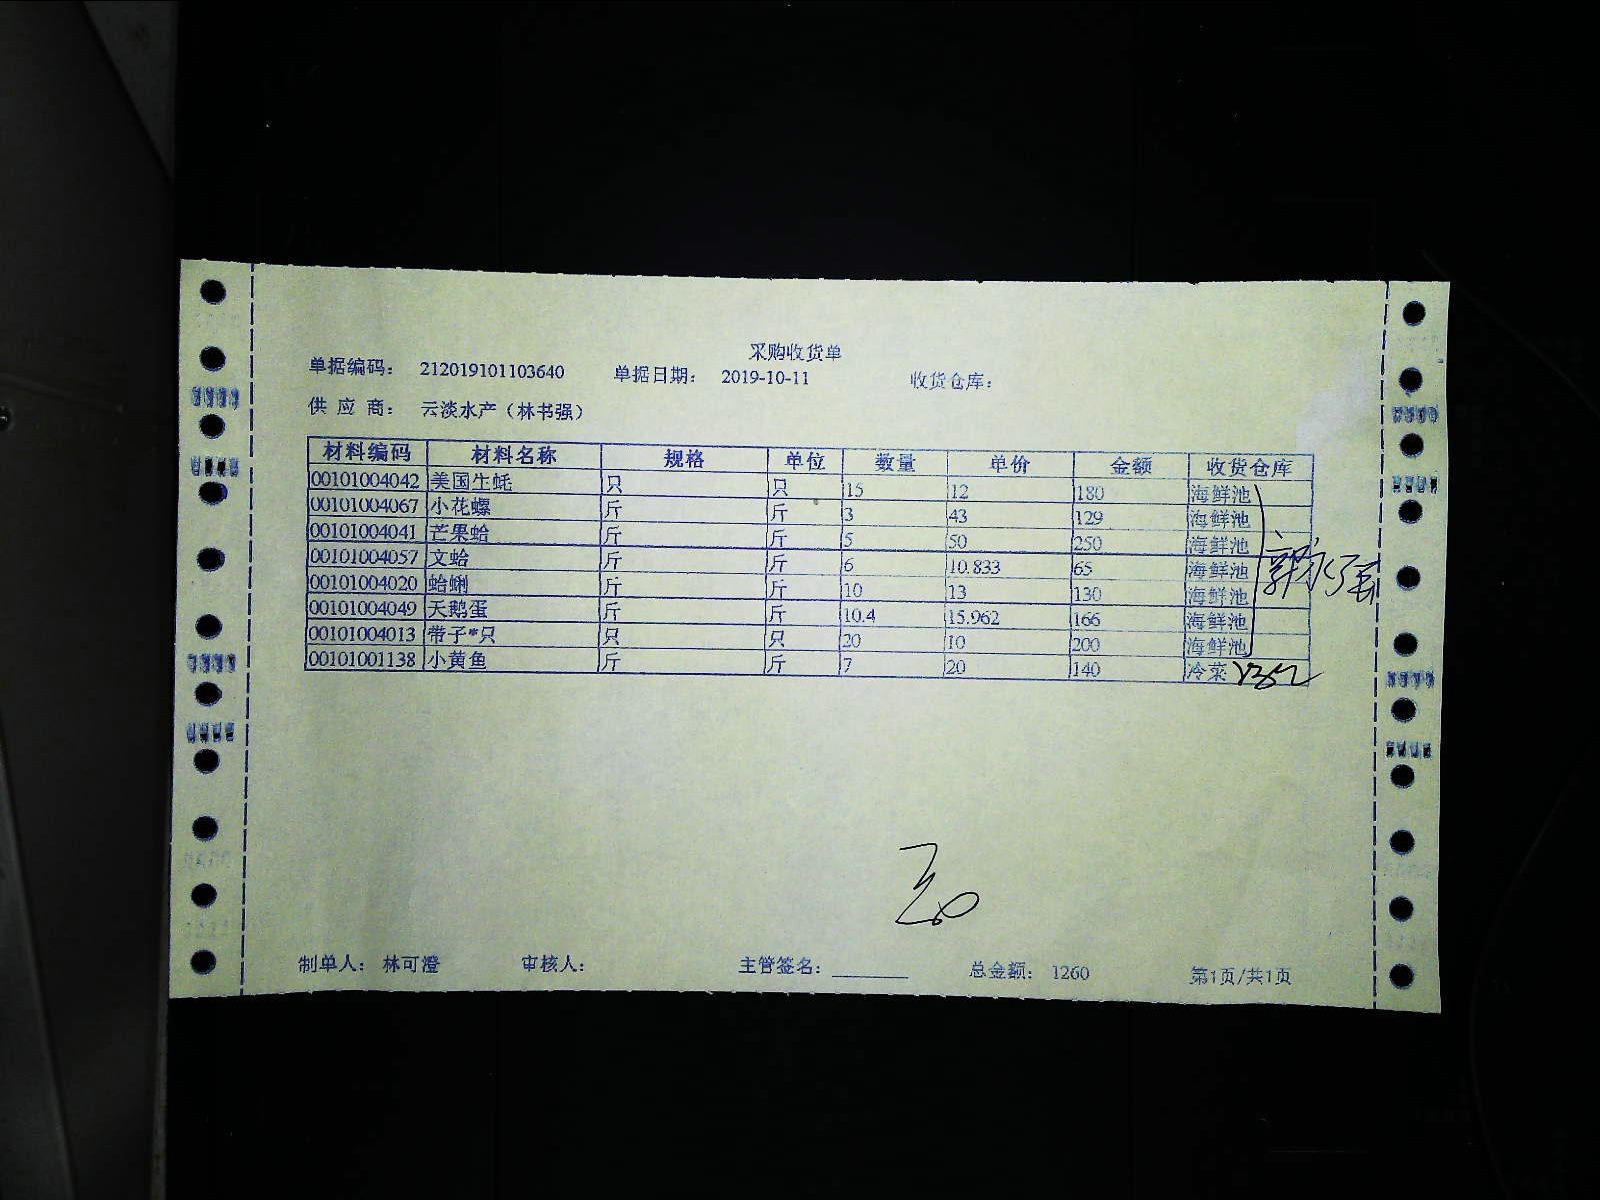 采购收货单
单据编码： 212019101103640 单据日期： 2019-10-11 收货仓库：
供 应 商： 云淡水产（林书强）
材料编码 材料名称 规格 单位 数量 单价 金额 收货仓库
00101004042 美国生蚝 只 只 15 12 180 海鲜池
00101004067 小花螺 斤 斤 3 43 129 海鲜池
00101004041 芒果蛤 斤 斤 5 50 250 海鲜池
00101004057 文蛤 斤 斤 6 10.833 65 海鲜池
00101004020 蛤蜊 斤 斤 10 13 130 海鲜池
00101004049 天鹅蛋 斤 斤 10.4 15.962 166 海鲜池
00101004013 带子*只 只 只 20 10 200 海鲜池
00101001138 小黄鱼 斤 斤 7 20 140 冷菜
制单人： 林可澄 审核人： 主管签名： 总金额： 1260 第1页/共1页